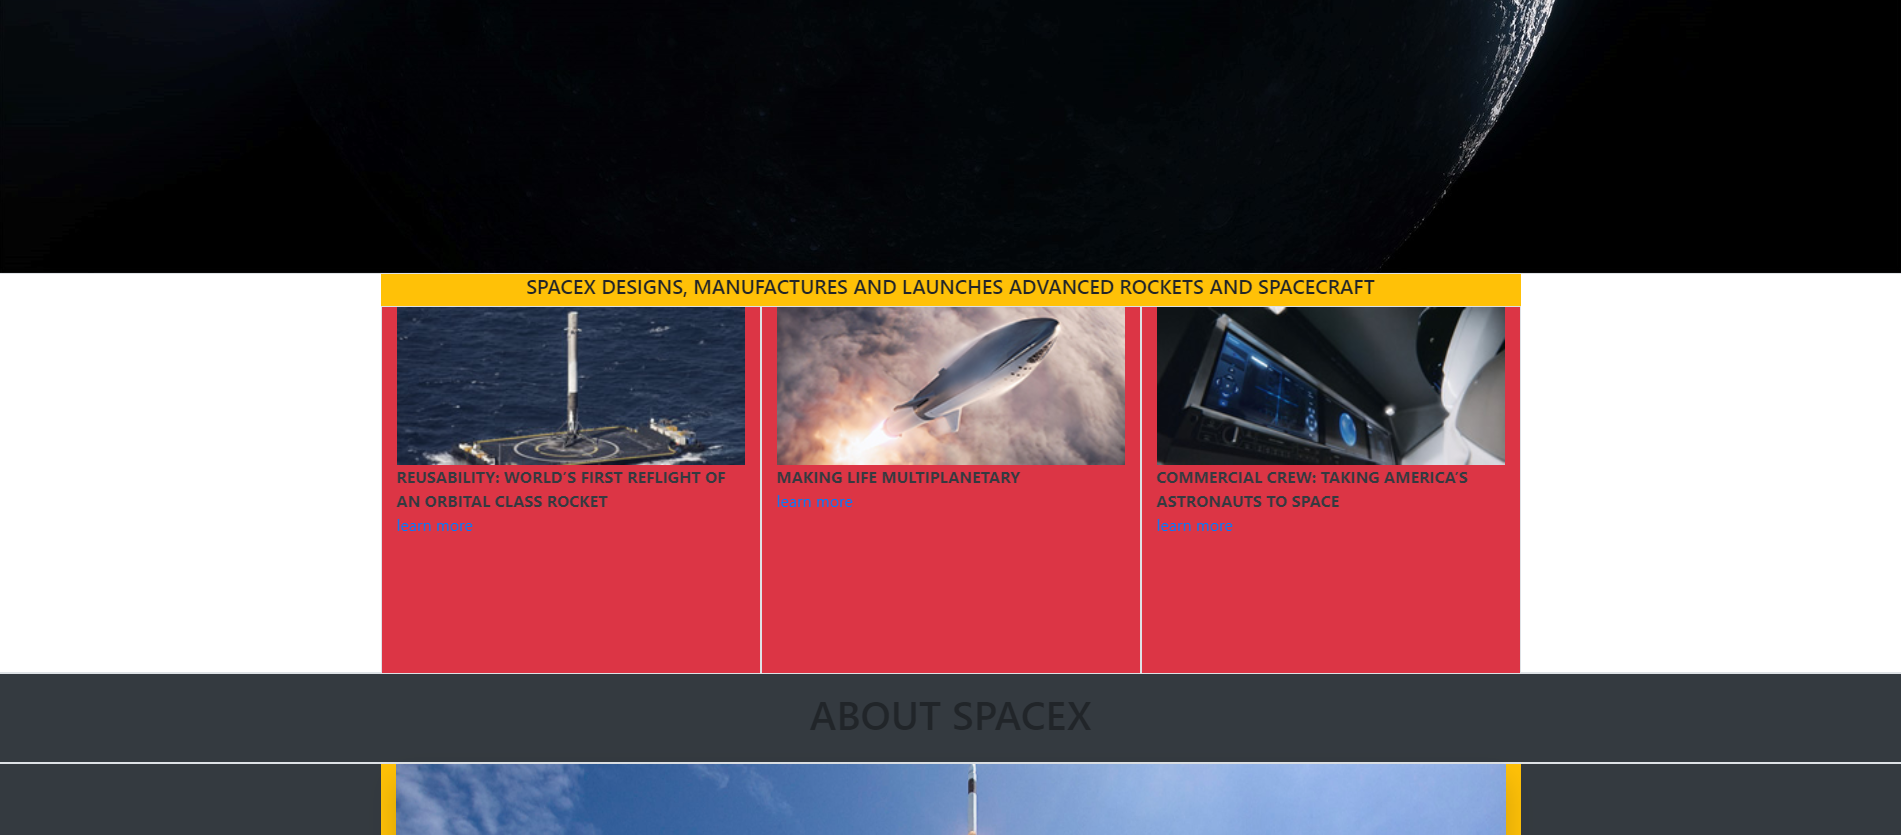 SPACEX DESIGNS, MANUFACTURES AND LAUNCHES ADVANCED ROCKETS AND SPACECRAFT
REUSABILITY: WORLD'S FIRST REFLIGHT OF
AN ORBITAL CLASS ROCKET
learn more
MAKING LIFE MULTIPLANETARY
learn more
COMMERCIAL CREW: TAKING AMERICA'S
ASTRONAUTS TO SPACE
learn more
ABOUT SPACEX